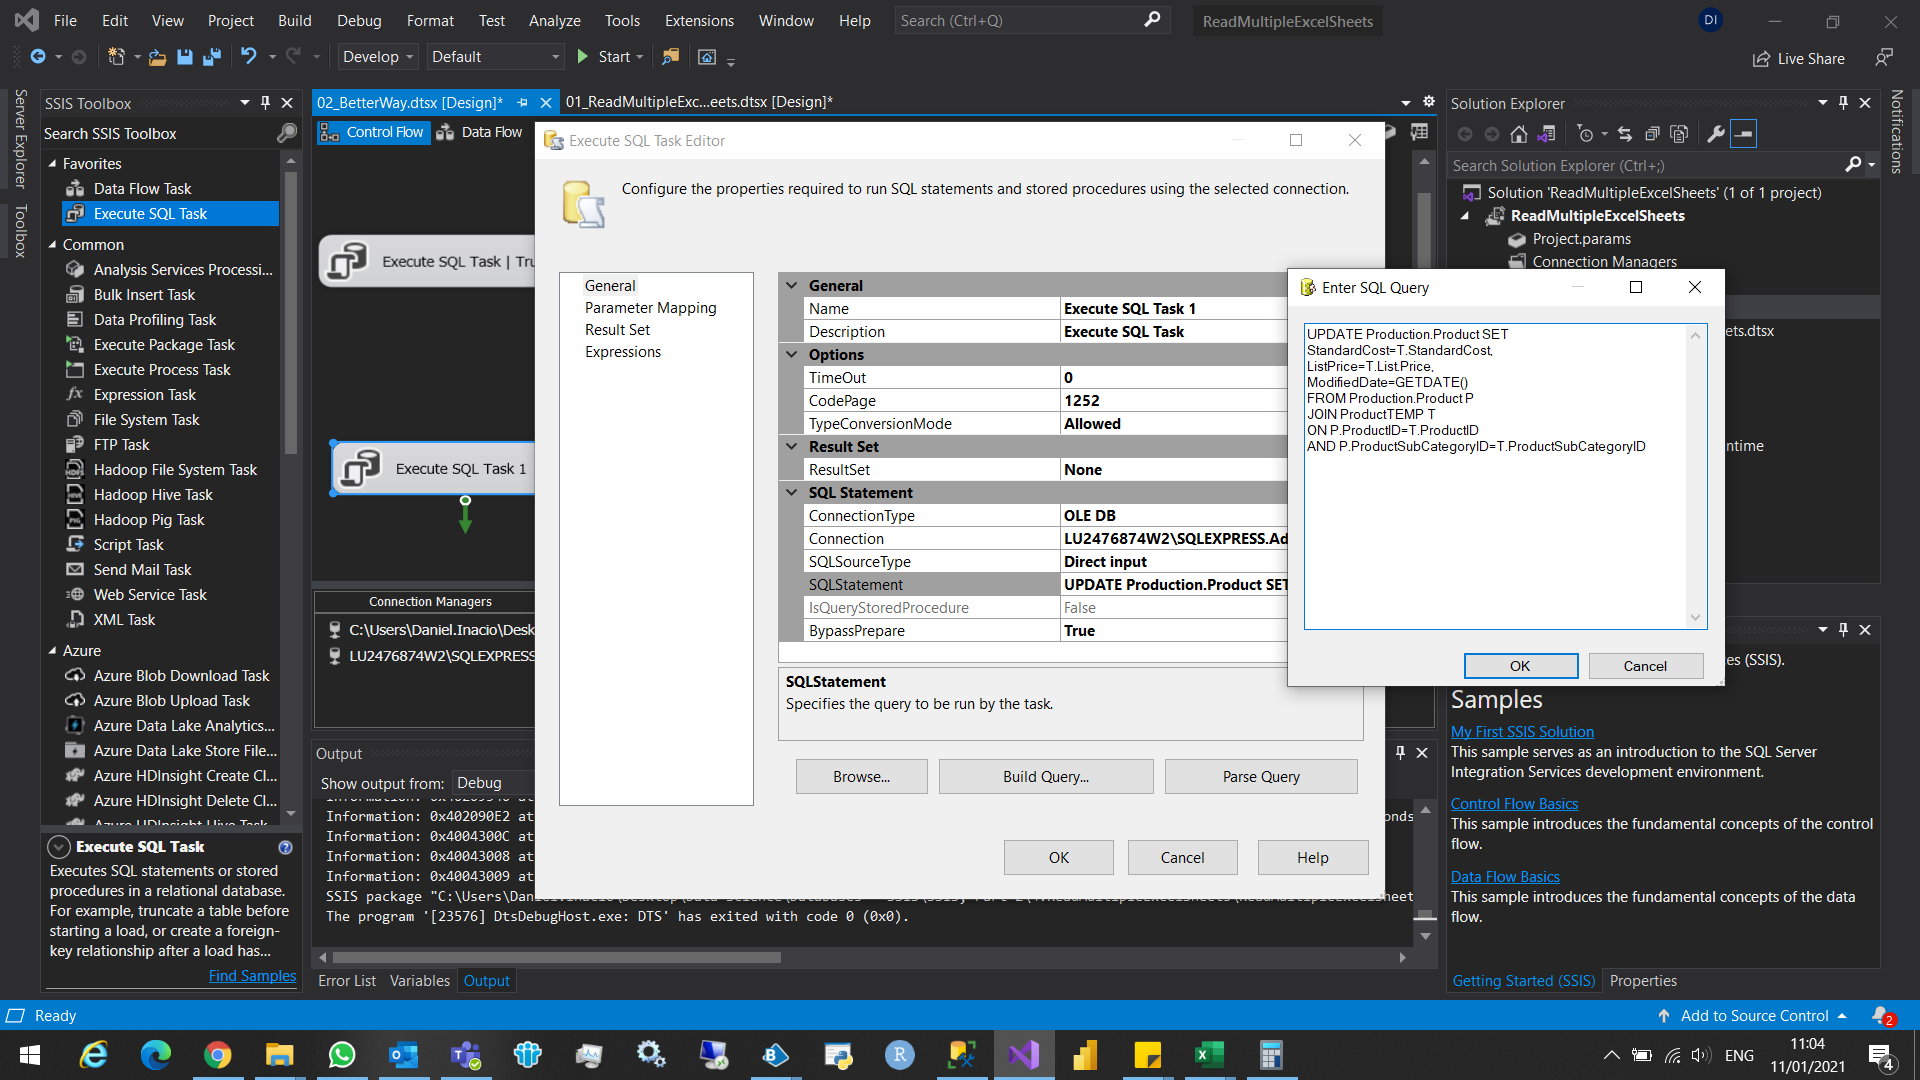 File Edit View Project Build Debug Format Test Analyze Tools Extensions Window Help Search (Ctrl+Q) ReadMultipleExcelSheets DI
Develop Default Start Live Share
Server Explorer
Toolbox
SSIS Toolbox
Search SSIS Toolbox
Favorites
Data Flow Task
Execute SQL Task
Common
Analysis Services Processi...
Bulk Insert Task
Data Profiling Task
Execute Package Task
Execute Process Task
Expression Task
File System Task
FTP Task
Hadoop File System Task
Hadoop Hive Task
Hadoop Pig Task
Script Task
Send Mail Task
Web Service Task
XML Task
Azure
Azure Blob Download Task
Azure Blob Upload Task
Azure Data Lake Analytics...
Azure Data Lake Store File...
Azure HDInsight Create Cl...
Azure HDInsight Delete Cl...
Azure HDInsight Hive Task
Execute SQL Task
Executes SQL statements or stored
procedures in a relational database.
For example, truncate a table before
starting a load, or create a foreign-
key relationship after a load has...
Find Samples
02_BetterWay.dtsx [Design]* 01_ReadMultipleExc...eets.dtsx [Design]*
Control Flow Data Flow
Execute SQL Task | Tru
Execute SQL Task 1
Connection Managers
C:\Users\Daniel.Inacio\Desk
LU2476874W2\SQLEXPRESS
Execute SQL Task Editor
Configure the properties required to run SQL statements and stored procedures using the selected connection.
General
Parameter Mapping
Result Set
Expressions
General
Name Execute SQL Task 1
Description Execute SQL Task
Options
TimeOut 0
CodePage 1252
TypeConversionMode Allowed
Result Set
ResultSet None
SQL Statement
ConnectionType OLE DB
Connection LU2476874W2\SQLEXPRESS.Ad
SQLSourceType Direct input
SQLStatement UPDATE Production.Product SET
IsQueryStoredProcedure False
BypassPrepare True
SQLStatement
Specifies the query to be run by the task.
Browse... Build Query... Parse Query
OK Cancel Help
Enter SQL Query
UPDATE Production.Product SET
StandardCost=T.StandardCost,
ListPrice=T.List.Price,
ModifiedDate=GETDATE()
FROM Production.Product P
JOIN ProductTEMP T
ON P.ProductID=T.ProductID
AND P.ProductSubCategoryID=T.ProductSubCategoryID
OK Cancel
Output
Show output from: Debug
Information: 0x402090E2 at
Information: 0x4004300C at
Information: 0x40043008 at
Information: 0x40043009 at
The program '[23576] DtsDebugHost.exe: DTS' has exited with code 0 (0x0).
Error List Variables Output
Solution Explorer
Search Solution Explorer (Ctrl+;)
Solution 'ReadMultipleExcelSheets' (1 of 1 project)
ReadMultipleExcelSheets
Project.params
Connection Managers
ets.dtsx
ntime
es (SSIS).
Samples
My First SSIS Solution
This sample serves as an introduction to the SQL Server
Integration Services development environment.
Control Flow Basics
This sample introduces the fundamental concepts of the control
flow.
Data Flow Basics
This sample introduces the fundamental concepts of the data
flow.
Getting Started (SSIS) Properties
Notifications
Ready Add to Source Control 2
ENG 11:04
11/01/2021 4